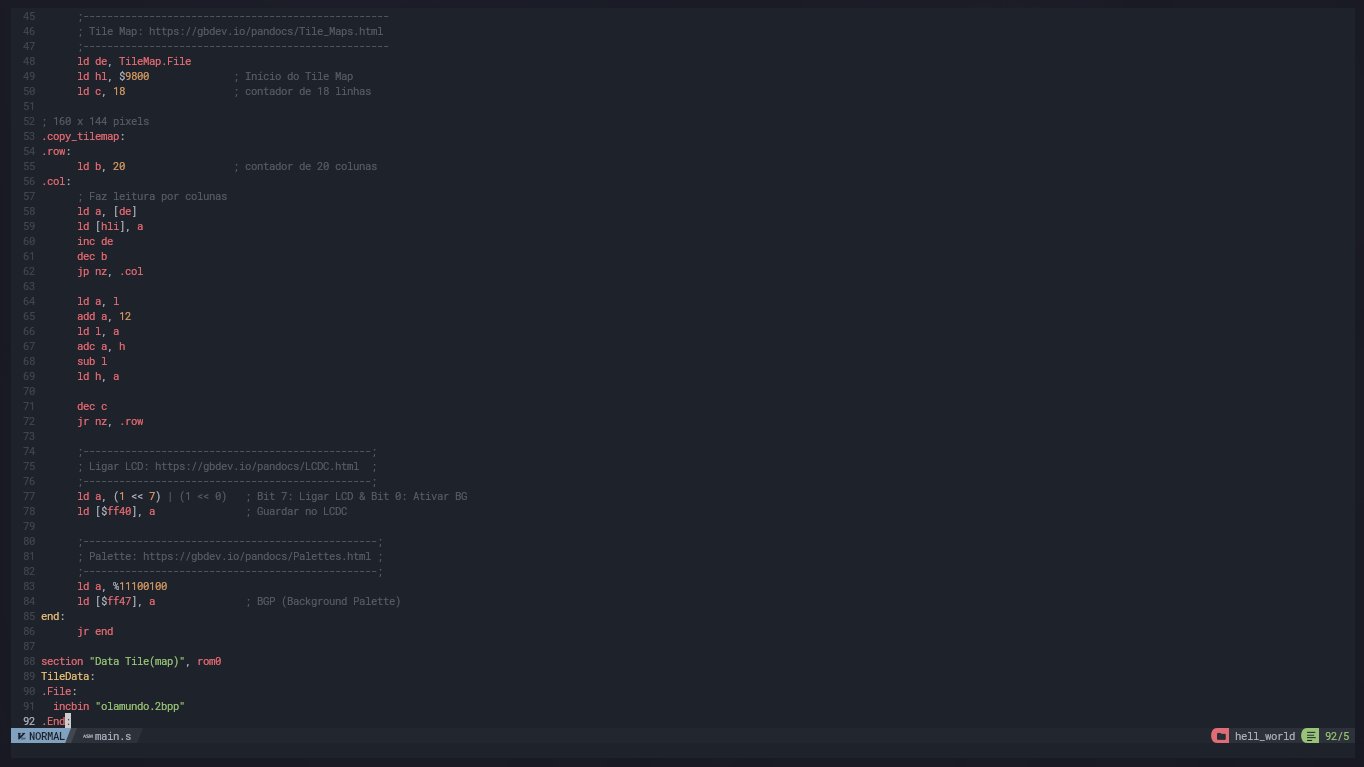 45 ;---------------------------------------------------
46 ; Tile Map: https://gbdev.io/pandocs/Tile_Maps.html
47 ;---------------------------------------------------
48 ld de, TileMap.File
49 ld hl, $9800 ; Início do Tile Map
50 ld c, 18 ; contador de 18 linhas
51
52 ; 160 x 144 pixels
53 .copy_tilemap:
54 .row:
55 ld b, 20 ; contador de 20 colunas
56 .col:
57 ; Faz leitura por colunas
58 ld a, [de]
59 ld [hli], a
60 inc de
61 dec b
62 jp nz, .col
63
64 ld a, l
65 add a, 12
66 ld l, a
67 adc a, h
68 sub l
69 ld h, a
70
71 dec c
72 jr nz, .row
73
74 ;------------------------------------------------;
75 ; Ligar LCD: https://gbdev.io/pandocs/LCDC.html ;
76 ;------------------------------------------------;
77 ld a, (1 << 7) | (1 << 0) ; Bit 7: Ligar LCD & Bit 0: Ativar BG
78 ld [$ff40], a ; Guardar no LCDC
79
80 ;-------------------------------------------------;
81 ; Palette: https://gbdev.io/pandocs/Palettes.html ;
82 ;-------------------------------------------------;
83 ld a, %11100100
84 ld [$ff47], a ; BGP (Background Palette)
85 end:
86 jr end
87
88 section "Data Tile(map)", rom0
89 TileData:
90 .File:
91 incbin "olamundo.2bpp"
92 .End:
NORMAL main.s hell_world 92/5